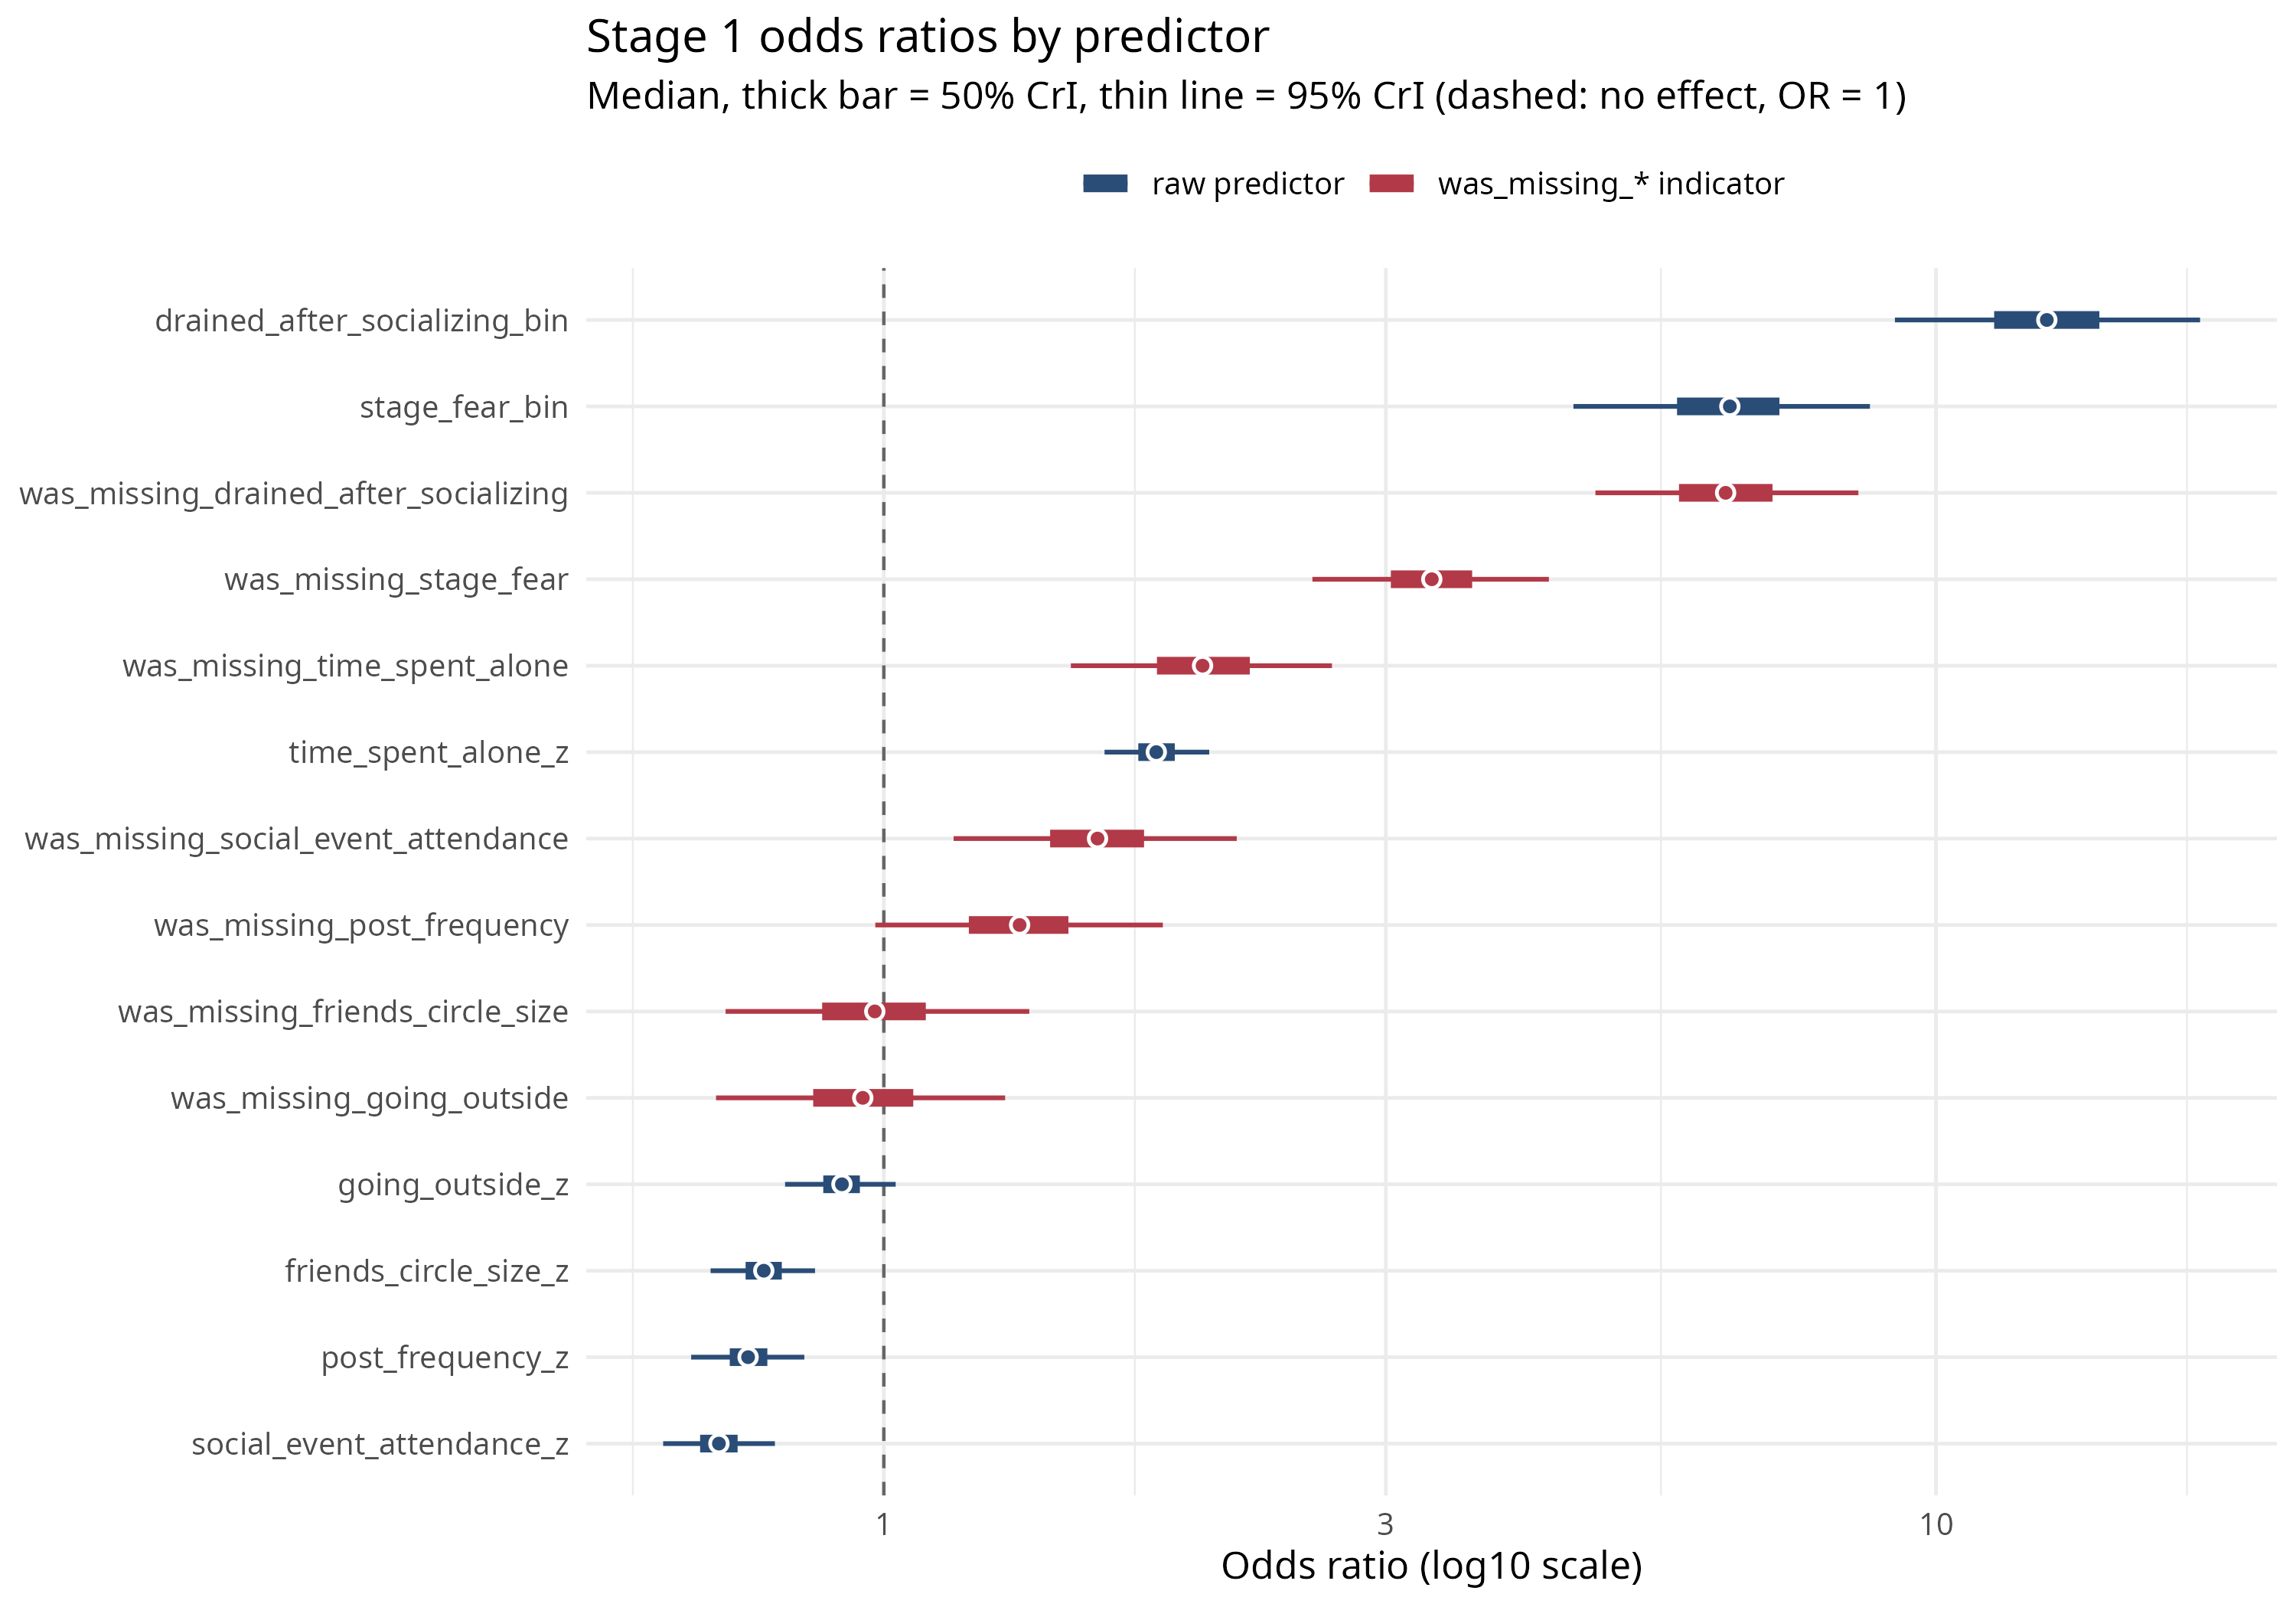 Stage 1 odds ratios by predictor
Median, thick bar = 50% CrI, thin line = 95% CrI (dashed: no effect, OR = 1)
raw predictor
was_missing_* indicator
drained_after_socializing_bin
stage_fear_bin
was_missing_drained_after_socializing
was_missing_stage_fear
was_missing_time_spent_alone
time_spent_alone_z
was_missing_social_event_attendance
was_missing_post_frequency
was_missing_friends_circle_size
was_missing_going_outside
going_outside_z
friends_circle_size_z
post_frequency_z
social_event_attendance_z
1 3 10
Odds ratio (log10 scale)